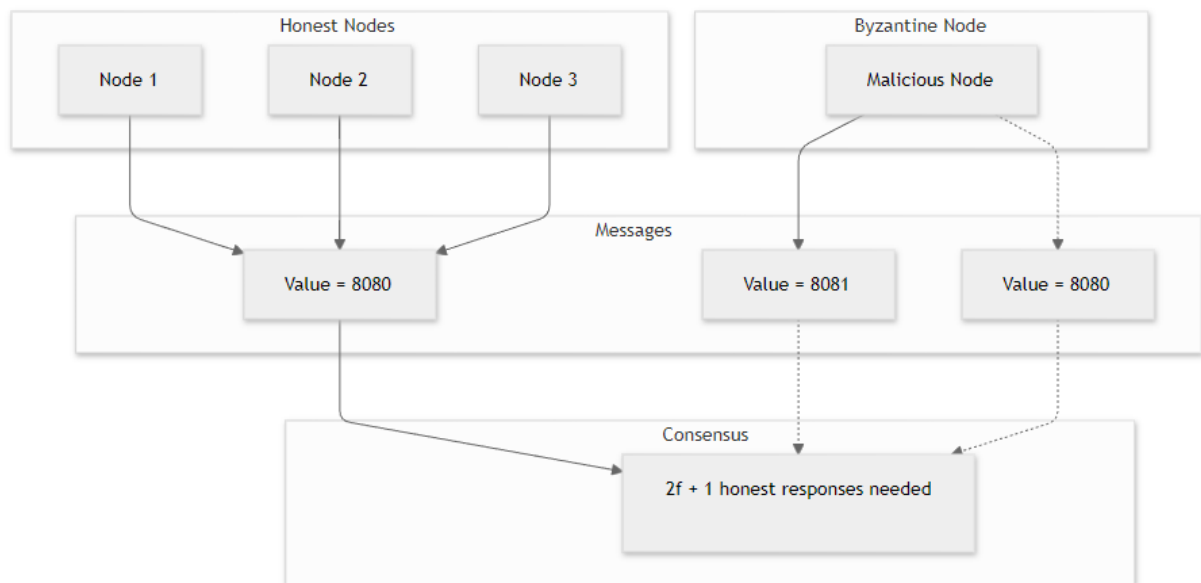 Honest Nodes
Byzantine Node
Node 1
Node 2
Node 3
Malicious Node
Messages
Value = 8080
Value = 8081
Value = 8080
Consensus
2f + 1 honest responses needed